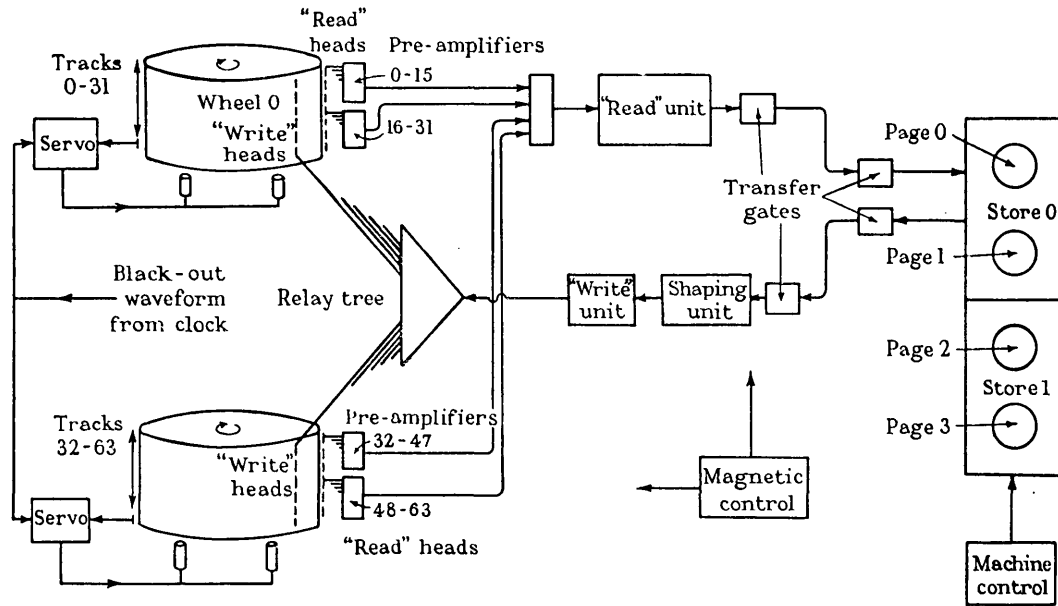 "Read"
heads
Pre-amplifiers
0-15
Tracks
0-31
Wheel 0
"Write"
heads
16-31
Servo
"Read" unit
Page 0
Transfer
gates
Store 0
Page 1
Black-out
waveform
from clock
Relay tree
"Write"
unit
Shaping
unit
Page 2
Store 1
Page 3
Tracks
32-63
Pre-amplifiers
32-47
"Write"
heads
48-63
Servo
"Read" heads
Magnetic
control
Machine
control